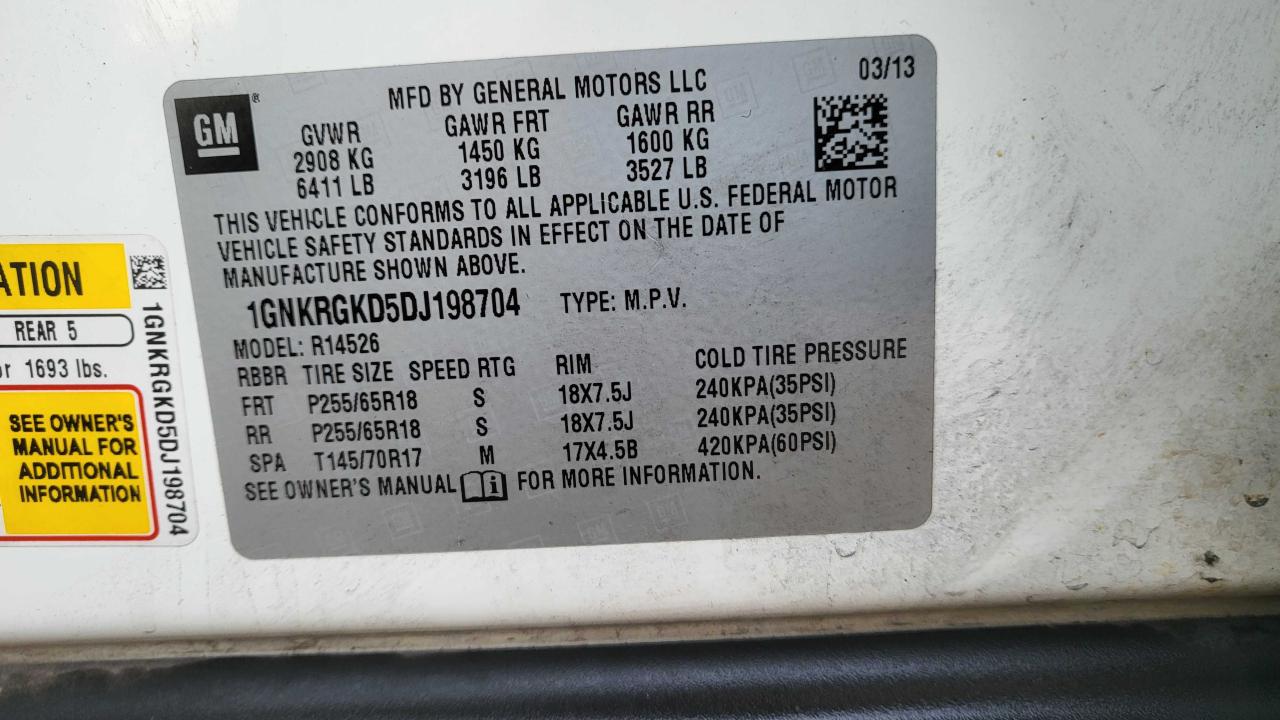 GM
®
MFD BY GENERAL MOTORS LLC
03/13
GVWR GAWR FRT GAWR RR
2908 KG 1450 KG 1600 KG
6411 LB 3196 LB 3527 LB
THIS VEHICLE CONFORMS TO ALL APPLICABLE U.S. FEDERAL MOTOR
VEHICLE SAFETY STANDARDS IN EFFECT ON THE DATE OF
MANUFACTURE SHOWN ABOVE.
1GNKRGKD5DJ198704 TYPE: M.P.V.
MODEL: R14526
RBBR TIRE SIZE SPEED RTG RIM COLD TIRE PRESSURE
FRT P255/65R18 S 18X7.5J 240KPA(35PSI)
RR P255/65R18 S 18X7.5J 240KPA(35PSI)
SPA T145/70R17 M 17X4.5B 420KPA(60PSI)
SEE OWNER'S MANUAL i FOR MORE INFORMATION.
ATION
REAR 5
or 1693 lbs.
SEE OWNER'S
MANUAL FOR
ADDITIONAL
INFORMATION
1GNKRGKD5DJ198704